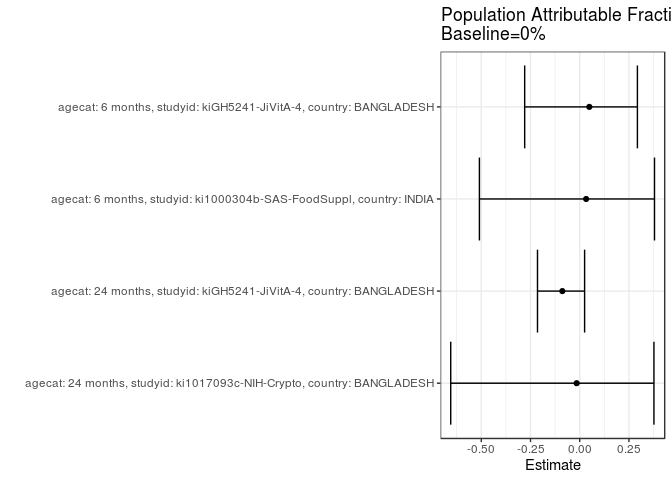 Population Attributable Fracti
Baseline=0%
agecat: 6 months, studyid: kiGH5241-JiVitA-4, country: BANGLADESH
agecat: 6 months, studyid: ki1000304b-SAS-FoodSuppl, country: INDIA
agecat: 24 months, studyid: kiGH5241-JiVitA-4, country: BANGLADESH
agecat: 24 months, studyid: ki1017093c-NIH-Crypto, country: BANGLADESH
-0.50 -0.25 0.00 0.25
Estimate